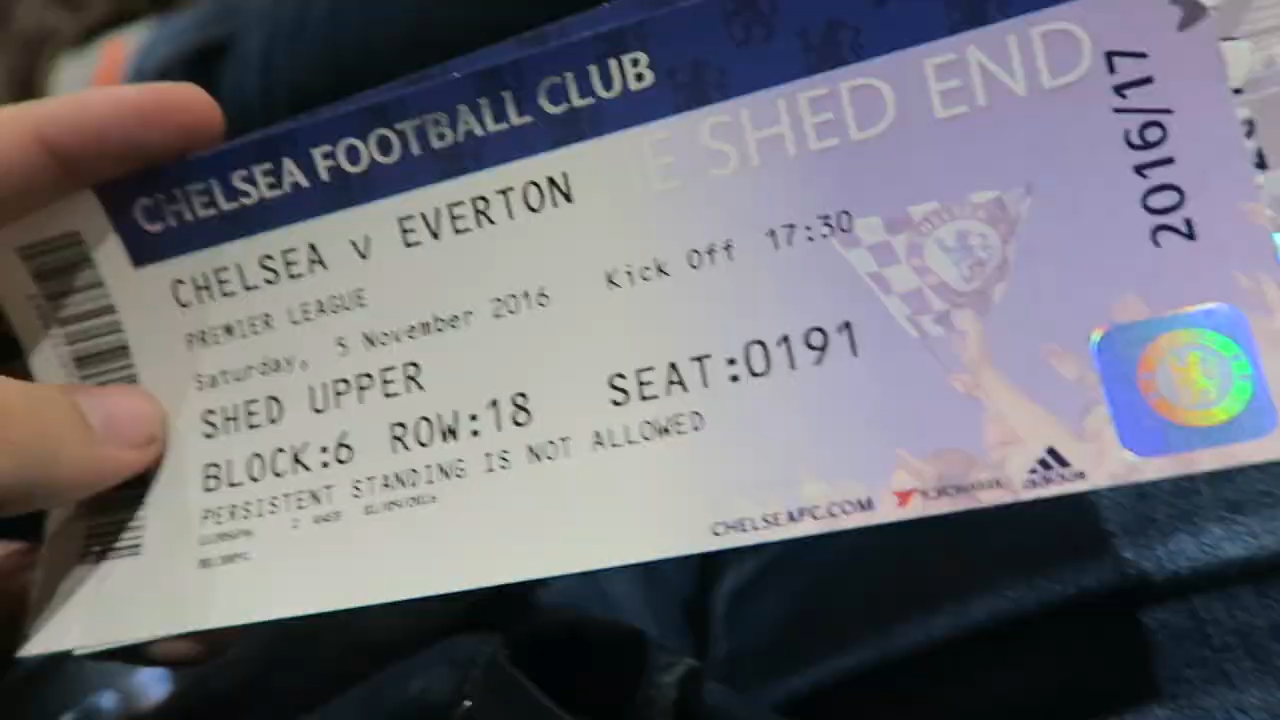 CHELSEA FOOTBALL CLUB
E SHED END
2016/17
CHELSEA v EVERTON
PREMIER LEAGUE
Saturday, 5 November 2016 Kick Off 17:30
SHED UPPER
BLOCK:6 ROW:18 SEAT:0191
PERSISTENT STANDING IS NOT ALLOWED
CHELSEAFC.COM